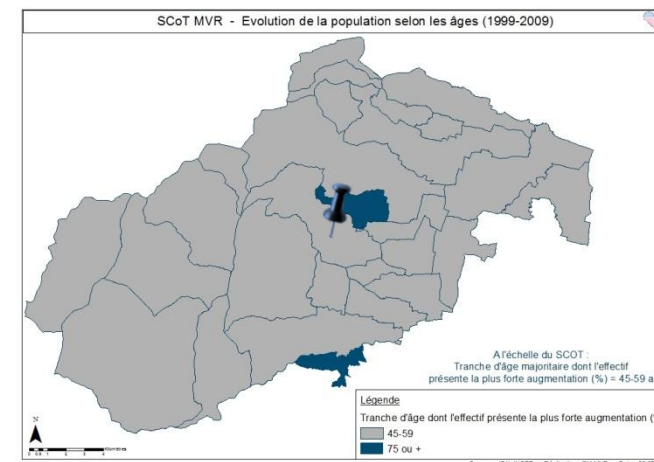 SCoT MVR - Evolution de la population selon les âges (1999-2009)
A l'échelle du SCOT :
Tranche d'âge majoritaire dont l'effectif
présente la plus forte augmentation (%) = 45-59 a
Légende
Tranche d'âge dont l'effectif présente la plus forte augmentation (
45-59
75 ou +
N